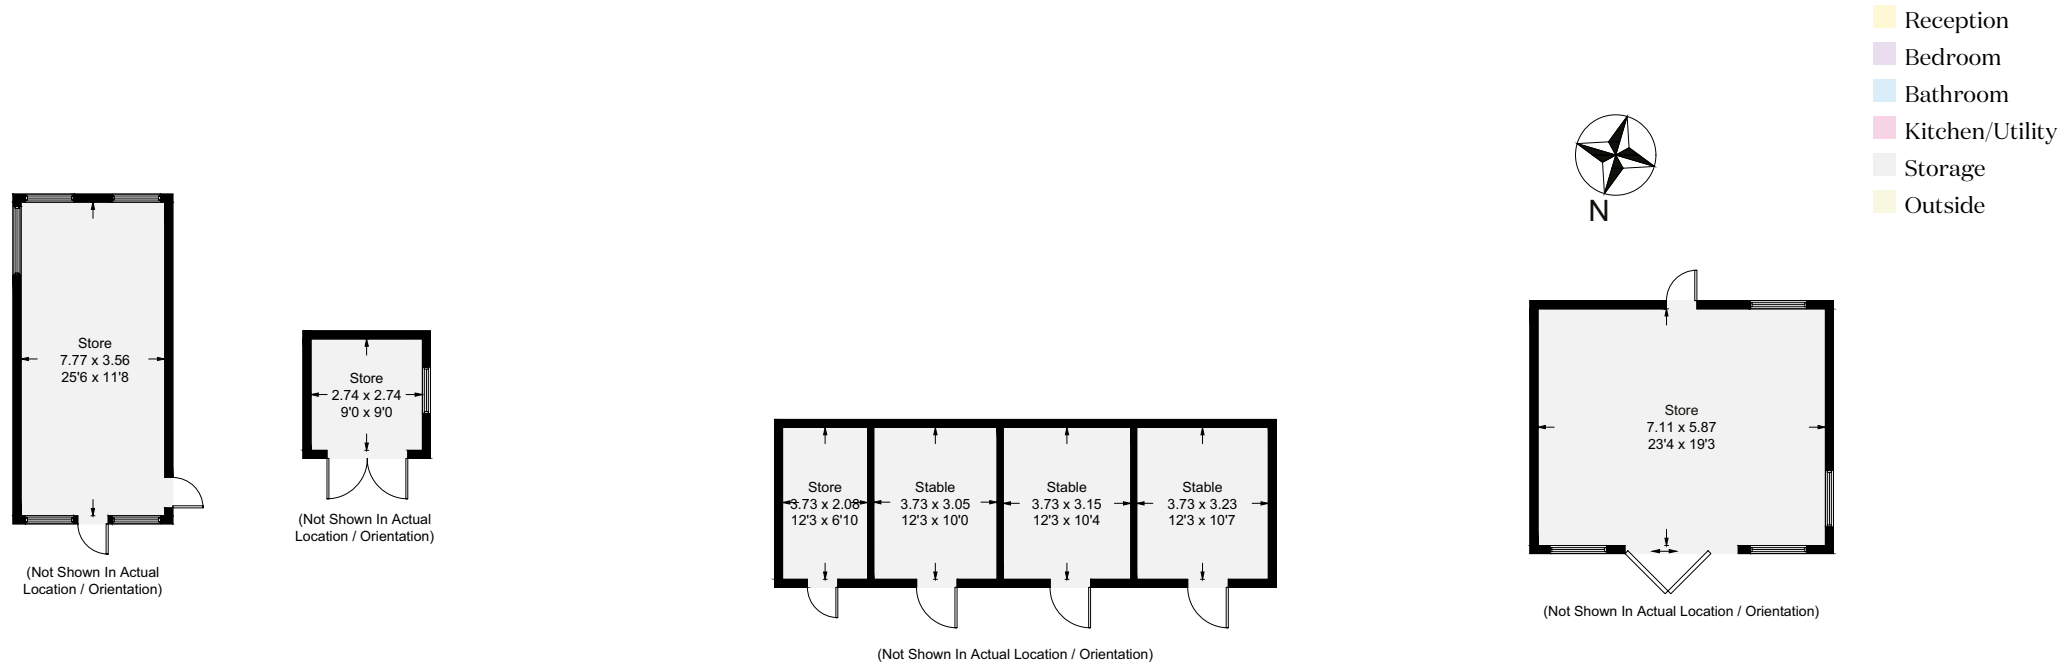 Reception
Bedroom
Bathroom
Kitchen/Utility
Storage
Outside
N
Store
7.77 x 3.56
25'6 x 11'8
(Not Shown In Actual
Location / Orientation)
Store
2.74 x 2.74
9'0 x 9'0
(Not Shown In Actual
Location / Orientation)
Store
3.73 x 2.08
12'3 x 6'10
Stable
3.73 x 3.05
12'3 x 10'0
Stable
3.73 x 3.15
12'3 x 10'4
Stable
3.73 x 3.23
12'3 x 10'7
(Not Shown In Actual Location / Orientation)
Store
7.11 x 5.87
23'4 x 19'3
(Not Shown In Actual Location / Orientation)